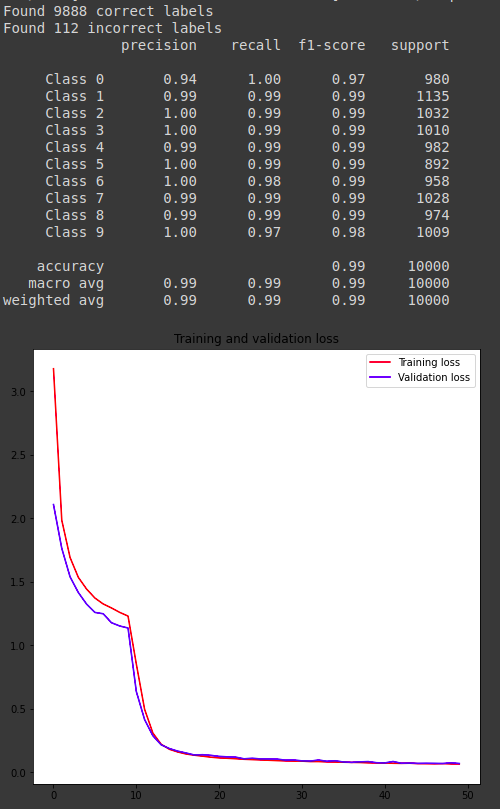 Found 9888 correct labels
Found 112 incorrect labels
precision recall f1-score support
Class 0 0.94 1.00 0.97 980
Class 1 0.99 0.99 0.99 1135
Class 2 1.00 0.99 0.99 1032
Class 3 1.00 0.99 0.99 1010
Class 4 0.99 0.99 0.99 982
Class 5 1.00 0.99 0.99 892
Class 6 1.00 0.98 0.99 958
Class 7 0.99 0.99 0.99 1028
Class 8 0.99 0.99 0.99 974
Class 9 1.00 0.97 0.98 1009
accuracy 0.99 10000
macro avg 0.99 0.99 0.99 10000
weighted avg 0.99 0.99 0.99 10000
Training and validation loss
Training loss
Validation loss
3.0
2.5
2.0
1.5
1.0
0.5
0.0
0 10 20 30 40 50